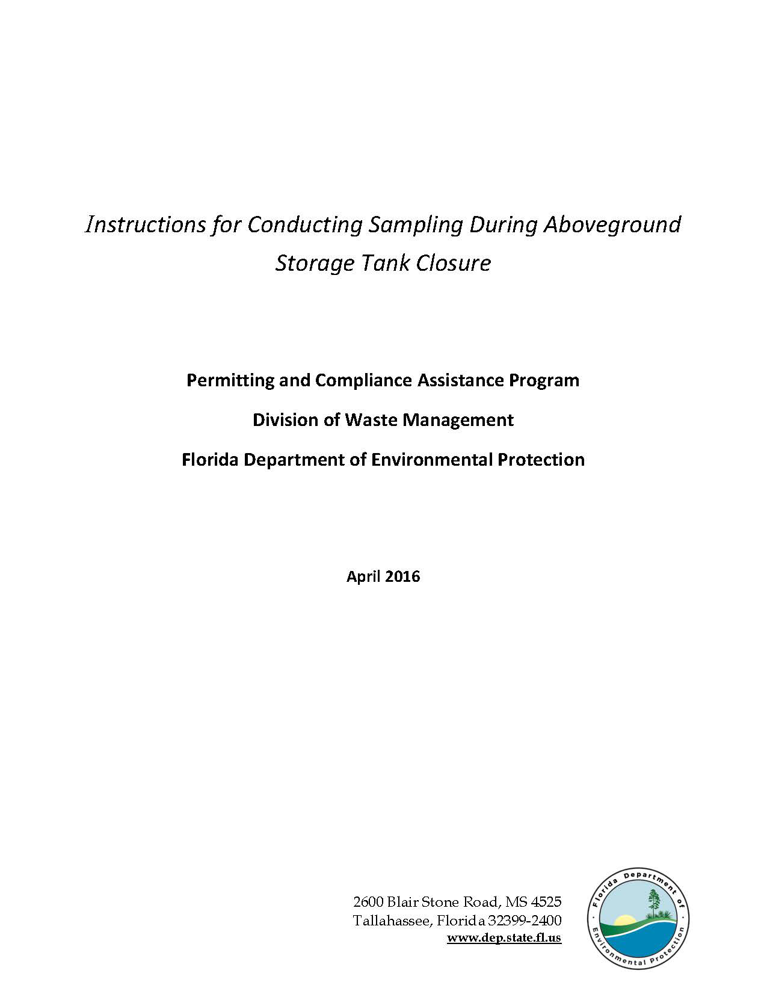 Instructions for Conducting Sampling During Aboveground
Storage Tank Closure
Permitting and Compliance Assistance Program
Division of Waste Management
Florida Department of Environmental Protection
April 2016
2600 Blair Stone Road, MS 4525
Tallahassee, Florida 32399-2400
www.dep.state.fl.us
Florida Department of
Environmental Protection